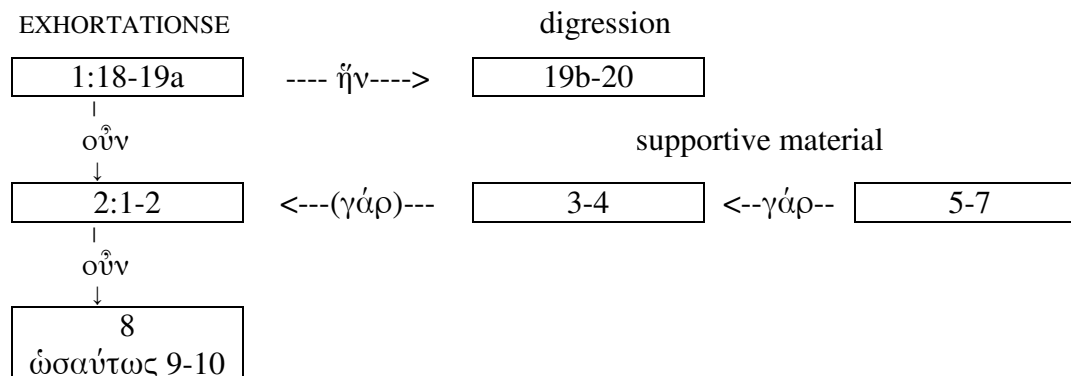 EXHORTATIONSE digression
1:18-19a ---- ἥν----> 19b-20
οὖν supportive material
2:1-2 <---(γάρ)--- 3-4 <--γάρ-- 5-7
οὖν
8
ὡσαύτως 9-10